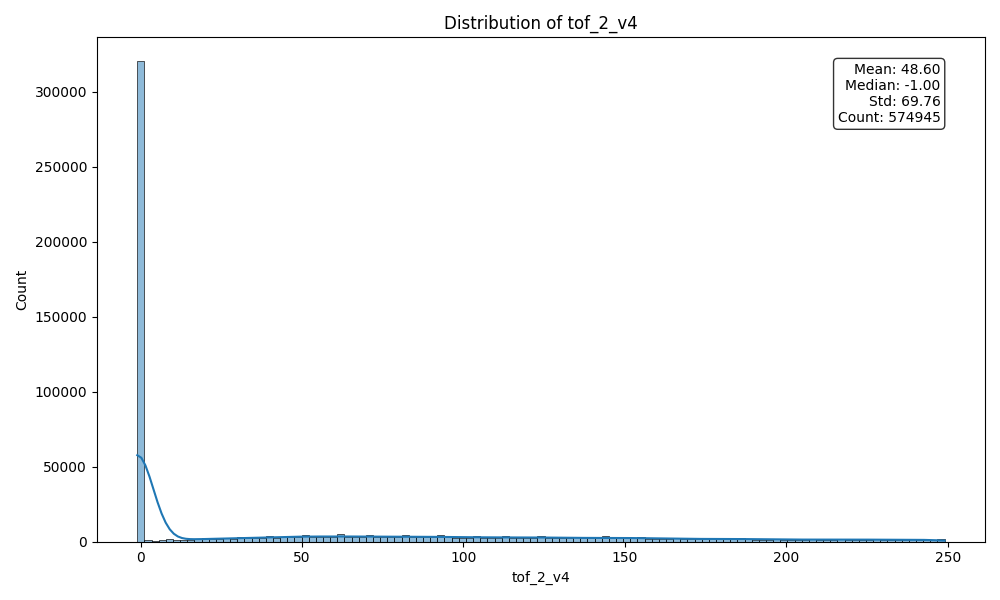 Distribution of tof_2_v4
Mean: 48.60
Median: -1.00
Std: 69.76
Count: 574945
300000
250000
200000
150000
100000
50000
0
Count
0 50 100 150 200 250
tof_2_v4